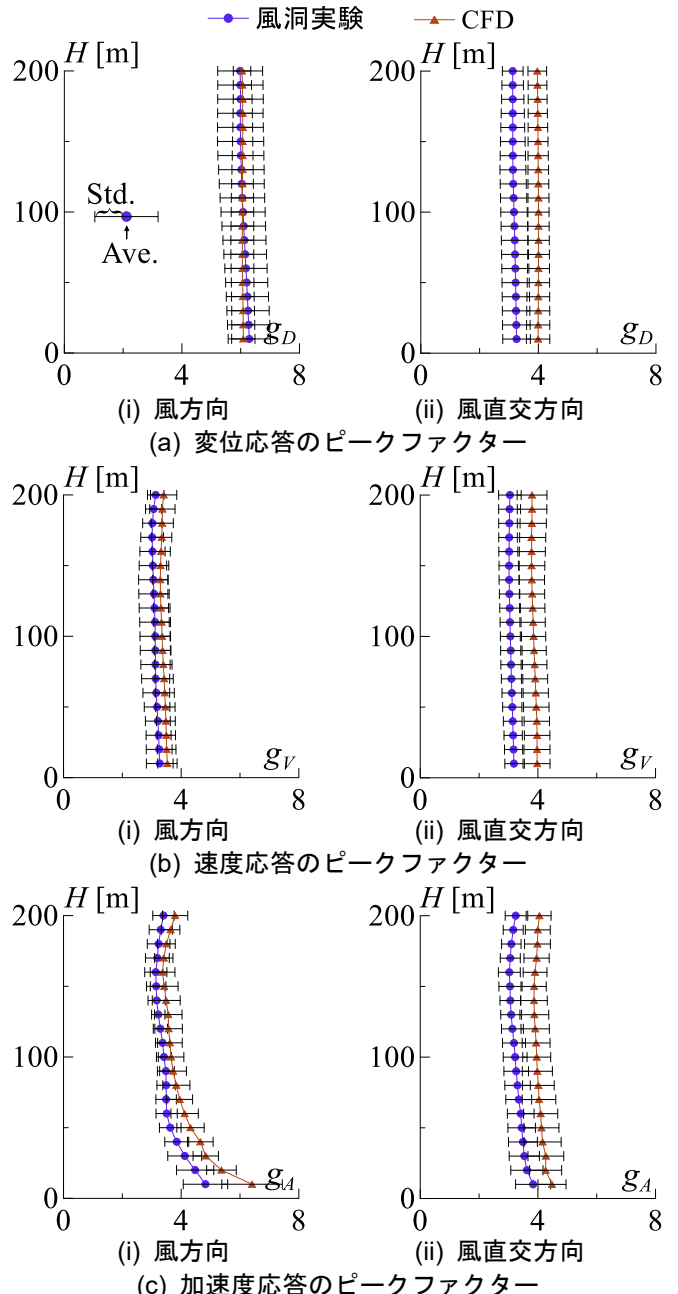 風洞実験 CFD
H [m] H [m]
200 200
Std.
100 100
Ave.
g_D g_D
0 0
0 4 8 0 4 8
(i) 風方向 (ii) 風直交方向
(a) 変位応答のピークファクター
H [m] H [m]
200 200
100 100
g_V g_V
0 0
0 4 8 0 4 8
(i) 風方向 (ii) 風直交方向
(b) 速度応答のピークファクター
H [m] H [m]
200 200
100 100
g_A g_A
0 0
0 4 8 0 4 8
(i) 風方向 (ii) 風直交方向
(c) 加速度応答のピークファクター